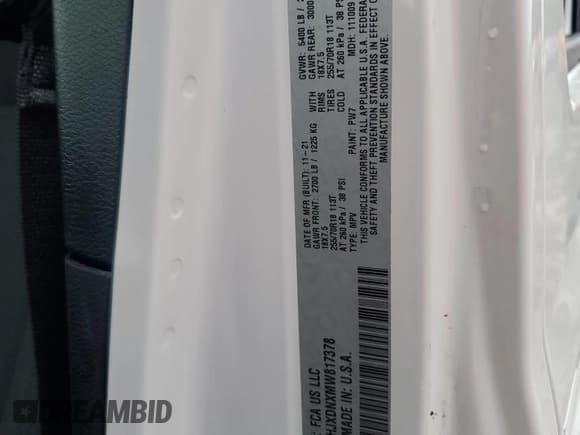 : FCA US LLC
HJXDNXMW817378
MADE IN: U.S.A.
DATE OF MFR (BUILT): 11-21
GVWR: 5400 LB /
GAWR FRONT: 2700 LB / 1225 KG
WITH
GAWR REAR: 3000
18X7.5
RIMS
18X7.5
255/70R18 113T
TIRES
255/70R18 113T
AT 260 kPa / 38 PSI
COLD
AT 260 kPa / 38 PSI
TYPE: MPV
PAINT: PW7
MDH: 111009
THIS VEHICLE CONFORMS TO ALL APPLICABLE U.S.A. FEDERAL
SAFETY AND THEFT PREVENTION STANDARDS IN EFFECT
MANUFACTURE SHOWN ABOVE.
DREAMBID